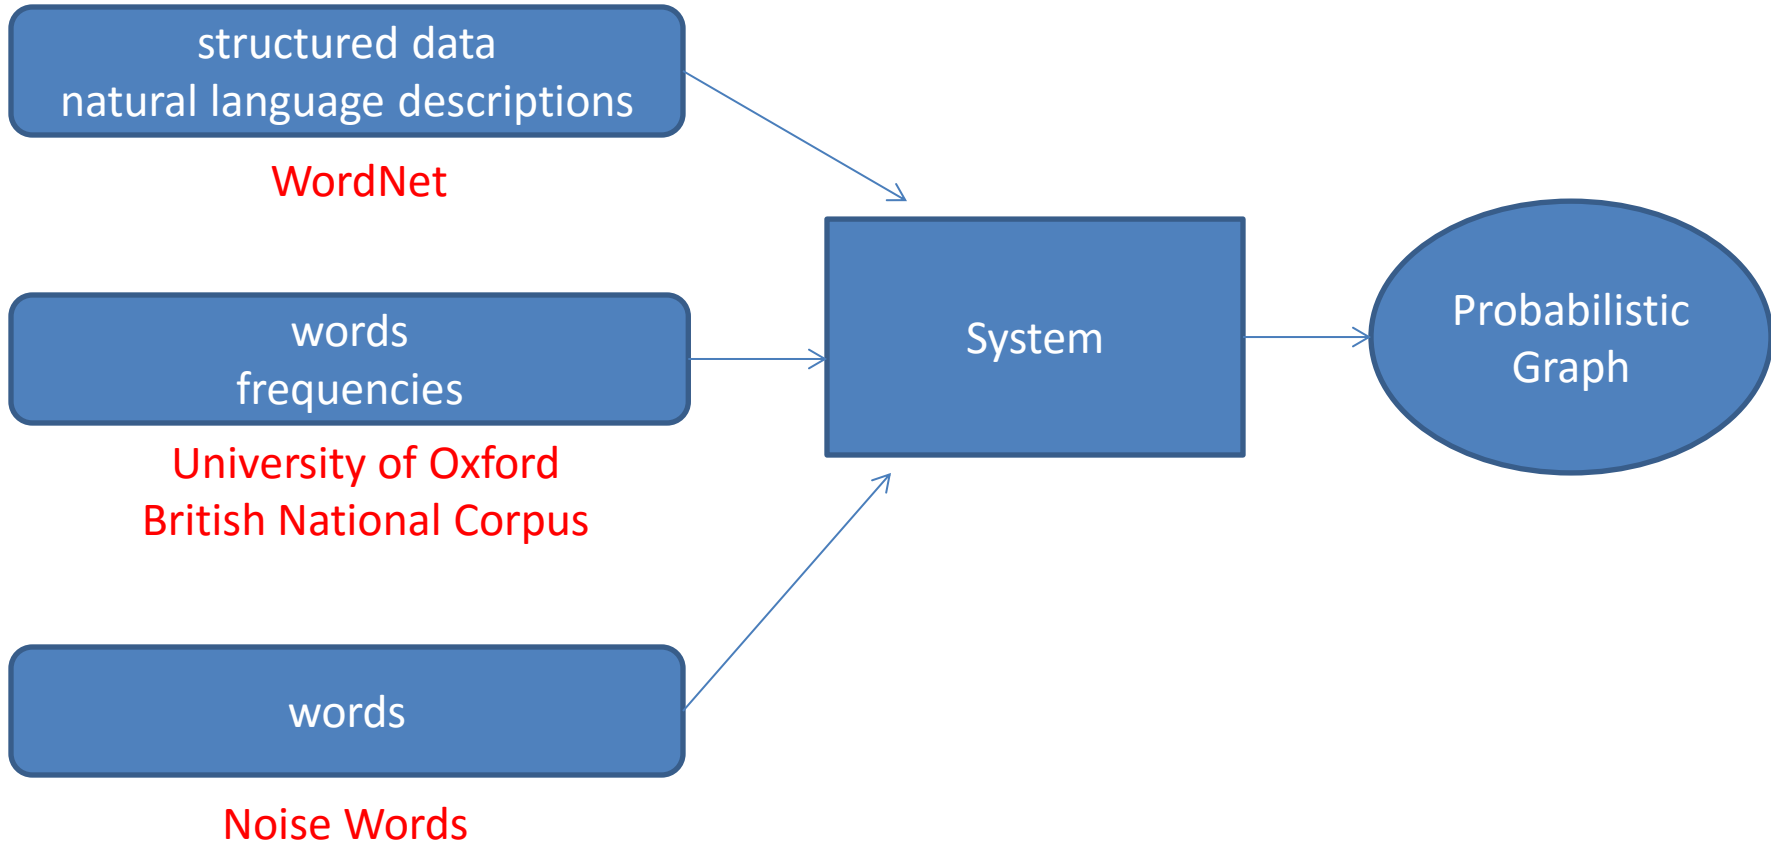 structured data
natural language descriptions
WordNet
words
frequencies
University of Oxford
British National Corpus
words
Noise Words
System
Probabilistic
Graph